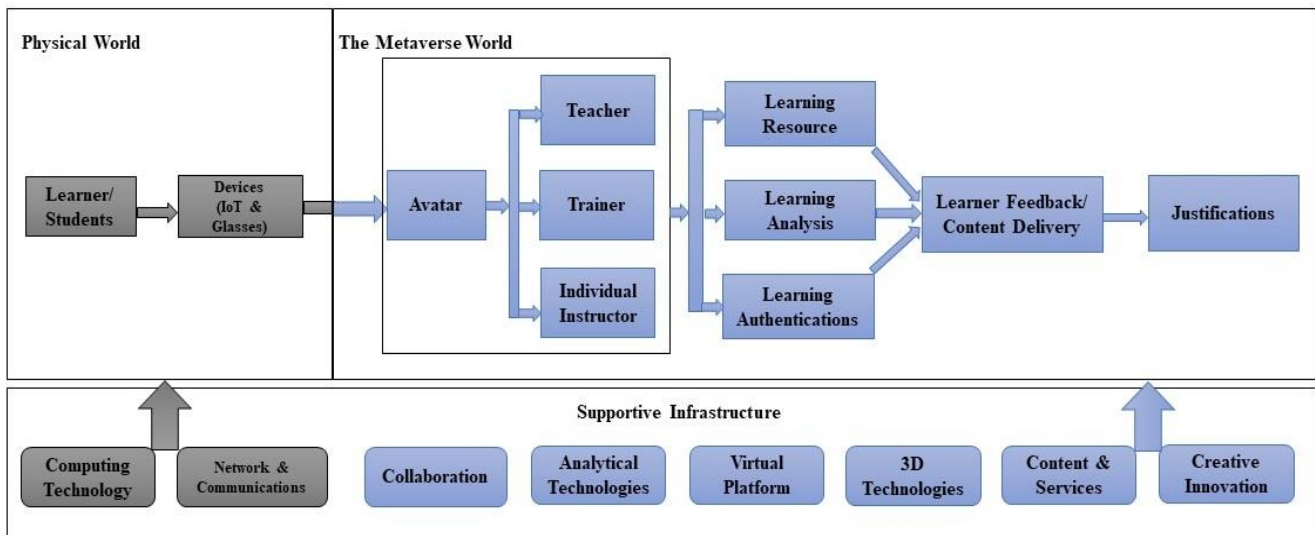 Physical World
The Metaverse World
Learner/
Students
Devices
(IoT &
Glasses)
Avatar
Teacher
Trainer
Individual
Instructor
Learning
Resource
Learning
Analysis
Learning
Authentications
Learner Feedback/
Content Delivery
Justifications
Supportive Infrastructure
Computing
Technology
Network &
Communications
Collaboration
Analytical
Technologies
Virtual
Platform
3D
Technologies
Content &
Services
Creative
Innovation